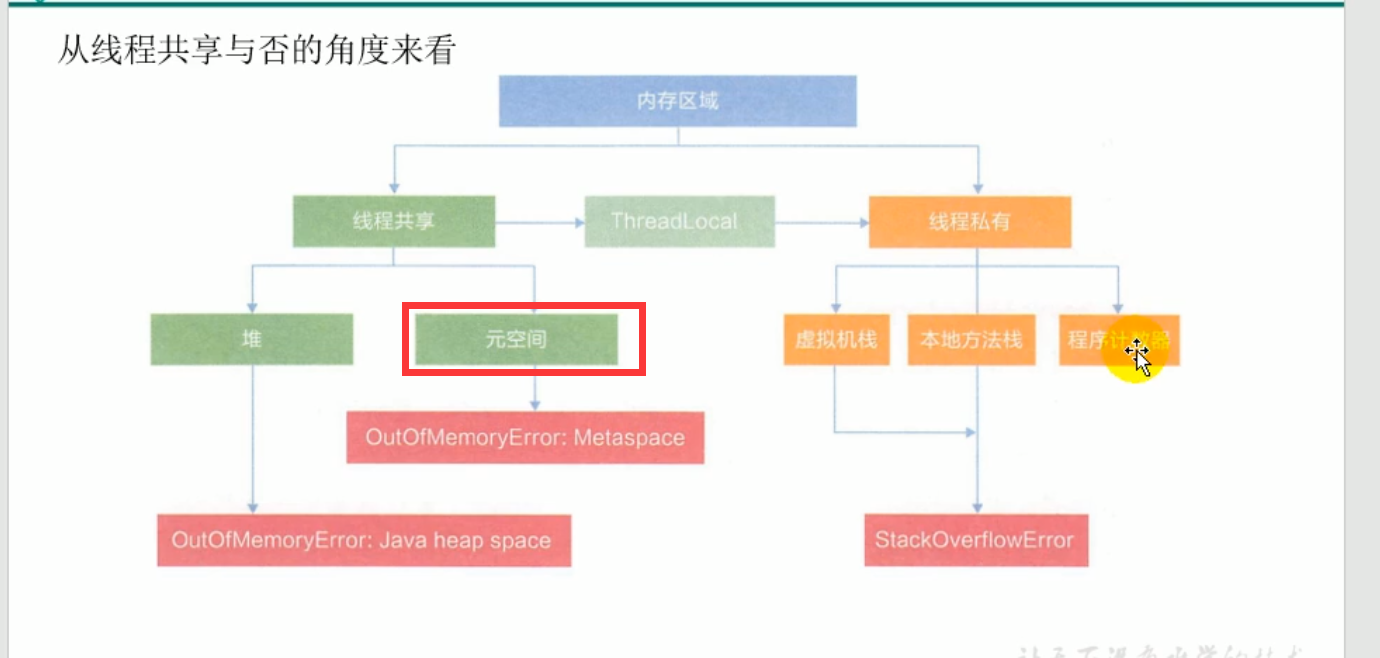 从线程共享与否的角度来看
内存区域
线程共享
ThreadLocal
线程私有
堆
元空间
虚拟机栈
本地方法栈
程序计数器
OutOfMemoryError: Metaspace
OutOfMemoryError: Java heap space
StackOverflowError